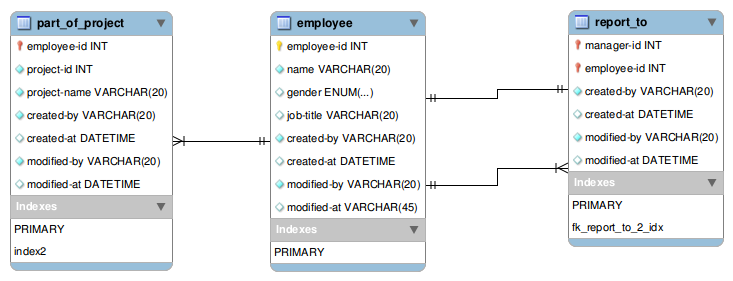 part_of_project
employee-id INT
project-id INT
project-name VARCHAR(20)
created-by VARCHAR(20)
created-at DATETIME
modified-by VARCHAR(20)
modified-at DATETIME
Indexes
PRIMARY
index2
employee
employee-id INT
name VARCHAR(20)
gender ENUM(...)
job-title VARCHAR(20)
created-by VARCHAR(20)
created-at DATETIME
modified-by VARCHAR(20)
modified-at VARCHAR(45)
Indexes
PRIMARY
report_to
manager-id INT
employee-id INT
created-by VARCHAR(20)
created-at DATETIME
modified-by VARCHAR(20)
modified-at DATETIME
Indexes
PRIMARY
fk_report_to_2_idx